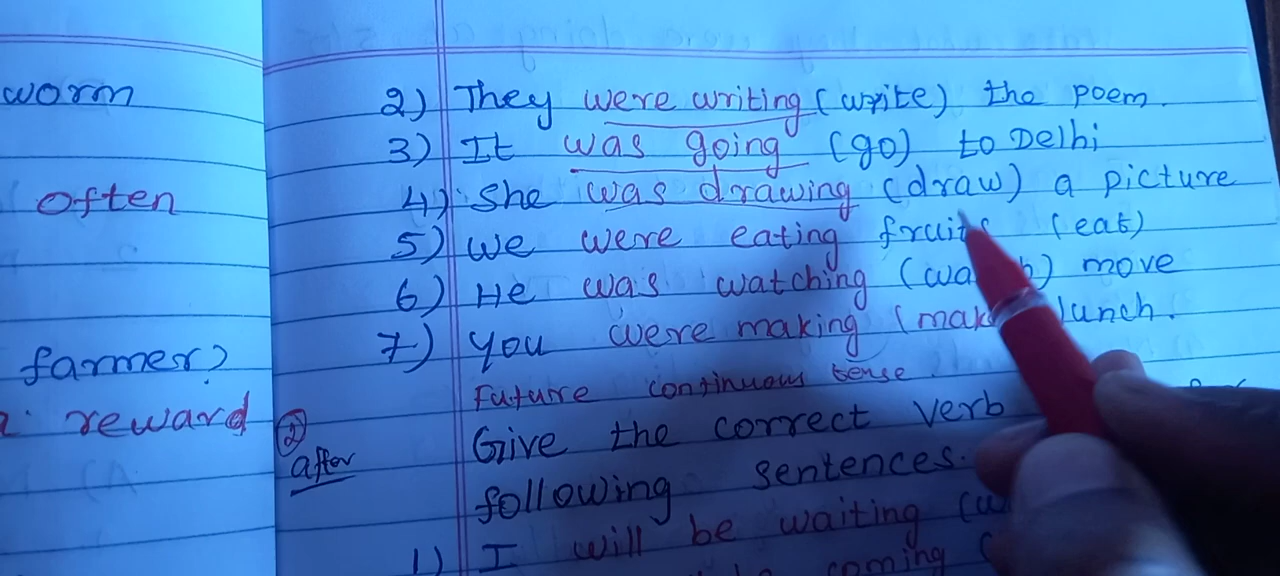 worm
often
farmer?
reward
2) They were writing (write) the poem.
3) It was going (go) to Delhi
4) She was drawing (draw) a picture
5) we were eating fruits (eat)
6) He was watching move
7) you were making lunch.
Future continuous tense
2 after
Give the correct verb
following sentences.
1) I will be waiting
coming